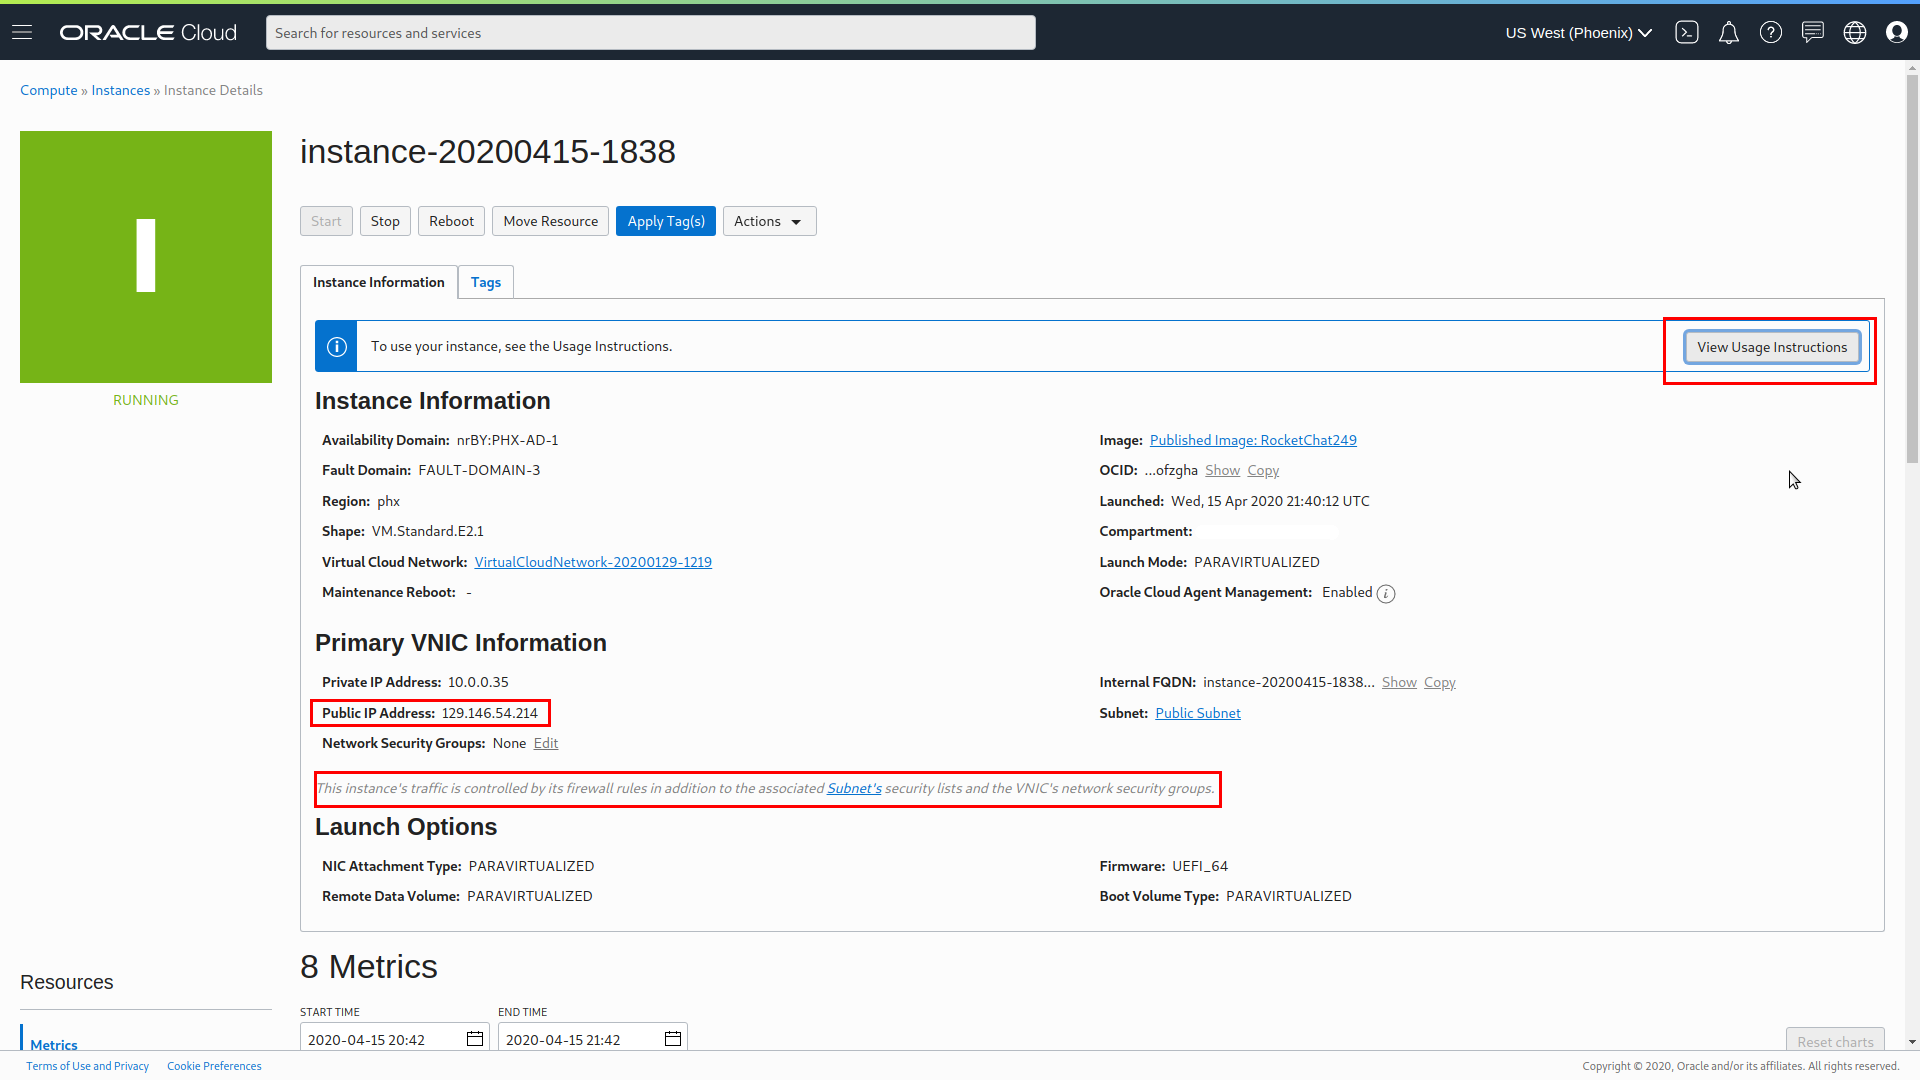 ORACLE Cloud
Search for resources and services
US West (Phoenix)
Compute » Instances » Instance Details
I
RUNNING
instance-20200415-1838
Start Stop Reboot Move Resource Apply Tag(s) Actions
Instance Information Tags
To use your instance, see the Usage Instructions. View Usage Instructions
Instance Information
Availability Domain: nrBY:PHX-AD-1
Fault Domain: FAULT-DOMAIN-3
Region: phx
Shape: VM.Standard.E2.1
Virtual Cloud Network: VirtualCloudNetwork-20200129-1219
Maintenance Reboot: -
Image: Published Image: RocketChat249
OCID: ...ofzgha Show Copy
Launched: Wed, 15 Apr 2020 21:40:12 UTC
Compartment:
Launch Mode: PARAVIRTUALIZED
Oracle Cloud Agent Management: Enabled i
Primary VNIC Information
Private IP Address: 10.0.0.35
Public IP Address: 129.146.54.214
Network Security Groups: None Edit
Internal FQDN: instance-20200415-1838... Show Copy
Subnet: Public Subnet
This instance's traffic is controlled by its firewall rules in addition to the associated Subnet's security lists and the VNIC's network security groups.
Launch Options
NIC Attachment Type: PARAVIRTUALIZED
Remote Data Volume: PARAVIRTUALIZED
Firmware: UEFI_64
Boot Volume Type: PARAVIRTUALIZED
Resources
Metrics
8 Metrics
START TIME END TIME
2020-04-15 20:42 2020-04-15 21:42
Reset charts
Terms of Use and Privacy Cookie Preferences
Copyright © 2020, Oracle and/or its affiliates. All rights reserved.